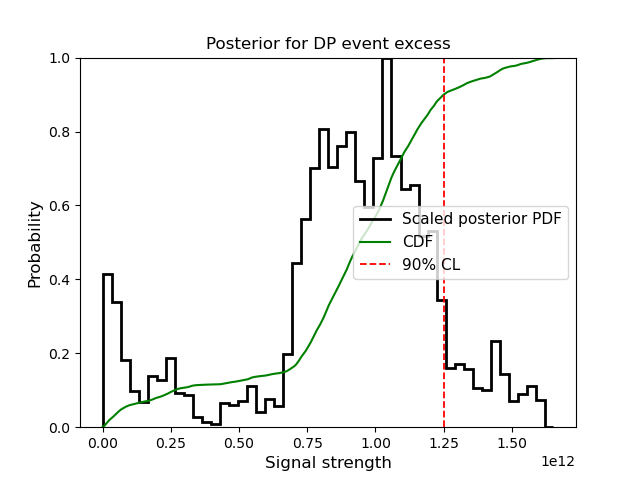 Posterior for DP event excess
Probability
1.0
0.8
0.6
0.4
0.2
0.0
Scaled posterior PDF
CDF
90% CL
0.00 0.25 0.50 0.75 1.00 1.25 1.50
1e12
Signal strength